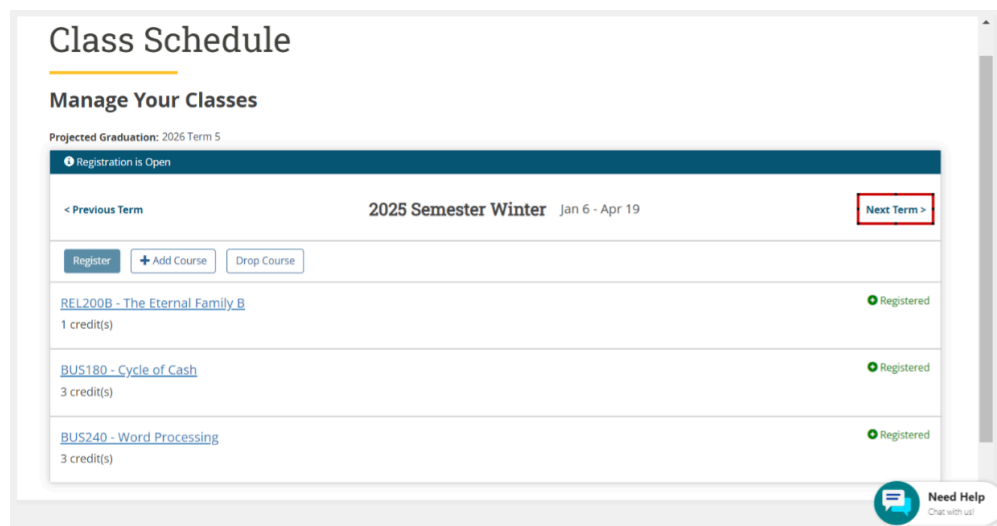 Class Schedule
Manage Your Classes
Projected Graduation: 2026 Term 5
Registration is Open
< Previous Term
2025 Semester Winter Jan 6 - Apr 19
Next Term >
Register
+ Add Course
Drop Course
REL200B - The Eternal Family B
Registered
1 credit(s)
BUS180 - Cycle of Cash
Registered
3 credit(s)
BUS240 - Word Processing
Registered
3 credit(s)
Need Help
Chat with us!